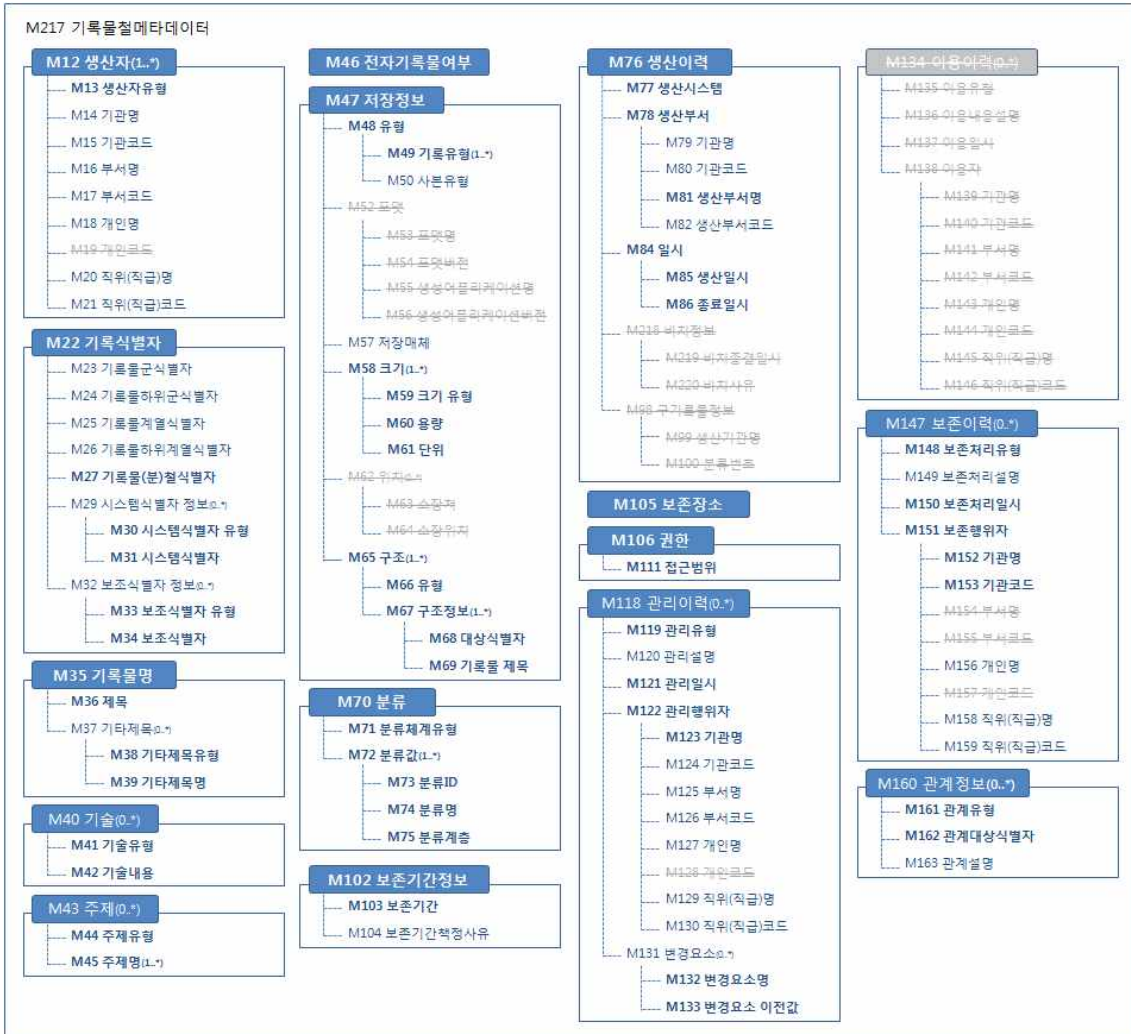 M217 기록물철메타데이터
M12 생산자(1..*)
M13 생산자유형
M14 기관명
M15 기관코드
M16 부서명
M17 부서코드
M18 개인명
M19 개인코드
M20 직위(직급)명
M21 직위(직급)코드
M22 기록식별자
M23 기록물군식별자
M24 기록물하위군식별자
M25 기록물계열식별자
M26 기록물하위계열식별자
M27 기록물(분)철식별자
M29 시스템식별자 정보(0..*)
M30 시스템식별자 유형
M31 시스템식별자
M32 보조식별자 정보(0..*)
M33 보조식별자 유형
M34 보조식별자
M35 기록물명
M36 제목
M37 기타제목(0..*)
M38 기타제목유형
M39 기타제목명
M40 기술(0..*)
M41 기술유형
M42 기술내용
M43 주제(0..*)
M44 주제유형
M45 주제명(1..*)
M46 전자기록물여부
M47 저장정보
M48 유형
M49 기록유형(1..*)
M50 사본유형
M52 포맷
M53 포맷명
M54 포맷버전
M55 생성어플리케이션명
M56 생성어플리케이션버전
M57 저장매체
M58 크기(1..*)
M59 크기 유형
M60 용량
M61 단위
M62 위치(0..*)
M63 소장처
M64 소장위치
M65 구조(1..*)
M66 유형
M67 구조정보(1..*)
M68 대상식별자
M69 기록물 제목
M70 분류
M71 분류체계유형
M72 분류값(1..*)
M73 분류ID
M74 분류명
M75 분류계층
M102 보존기간정보
M103 보존기간
M104 보존기간책정사유
M76 생산이력
M77 생산시스템
M78 생산부서
M79 기관명
M80 기관코드
M81 생산부서명
M82 생산부서코드
M84 일시
M85 생산일시
M86 종료일시
M218 비치정보
M219 비치종결일시
M220 비치사유
M98 구기록물정보
M99 생산기관명
M100 분류번호
M105 보존장소
M106 권한
M111 접근범위
M118 관리이력(0..*)
M119 관리유형
M120 관리설명
M121 관리일시
M122 관리행위자
M123 기관명
M124 기관코드
M125 부서명
M126 부서코드
M127 개인명
M128 개인코드
M129 직위(직급)명
M130 직위(직급)코드
M131 변경요소(0..*)
M132 변경요소명
M133 변경요소 이전값
M134 이용이력(0..*)
M135 이용유형
M136 이용내용설명
M137 이용일시
M138 이용자
M139 기관명
M140 기관코드
M141 부서명
M142 부서코드
M143 개인명
M144 개인코드
M145 직위(직급)명
M146 직위(직급)코드
M147 보존이력(0..*)
M148 보존처리유형
M149 보존처리설명
M150 보존처리일시
M151 보존행위자
M152 기관명
M153 기관코드
M154 부서명
M155 부서코드
M156 개인명
M157 개인코드
M158 직위(직급)명
M159 직위(직급)코드
M160 관계정보(0..*)
M161 관계유형
M162 관계대상식별자
M163 관계설명